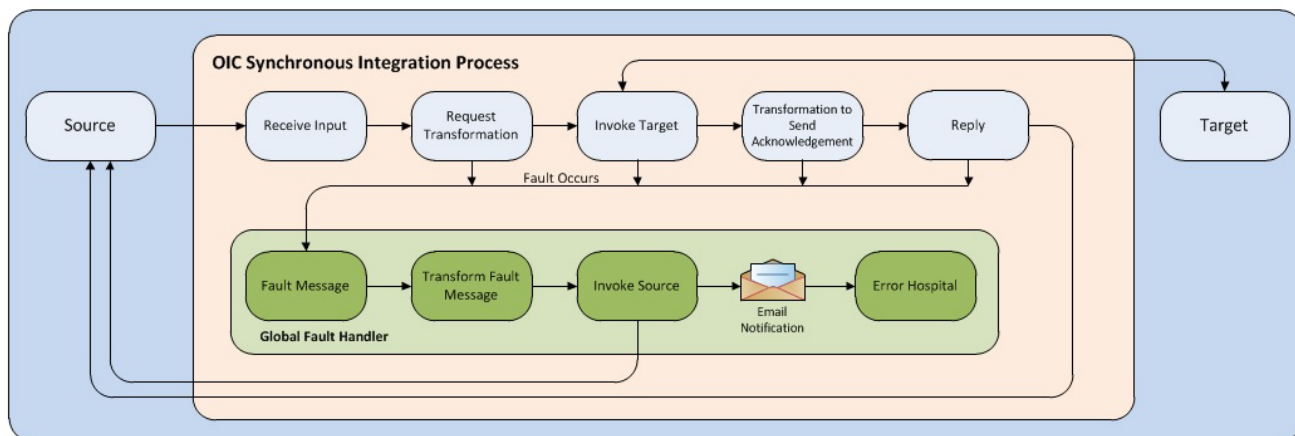 OIC Synchronous Integration Process
Source
Receive Input
Request
Transformation
Invoke Target
Transformation to
Send
Acknowledgement
Reply
Target
Fault Occurs
Fault Message
Transform Fault
Message
Invoke Source
Email
Notification
Error Hospital
Global Fault Handler